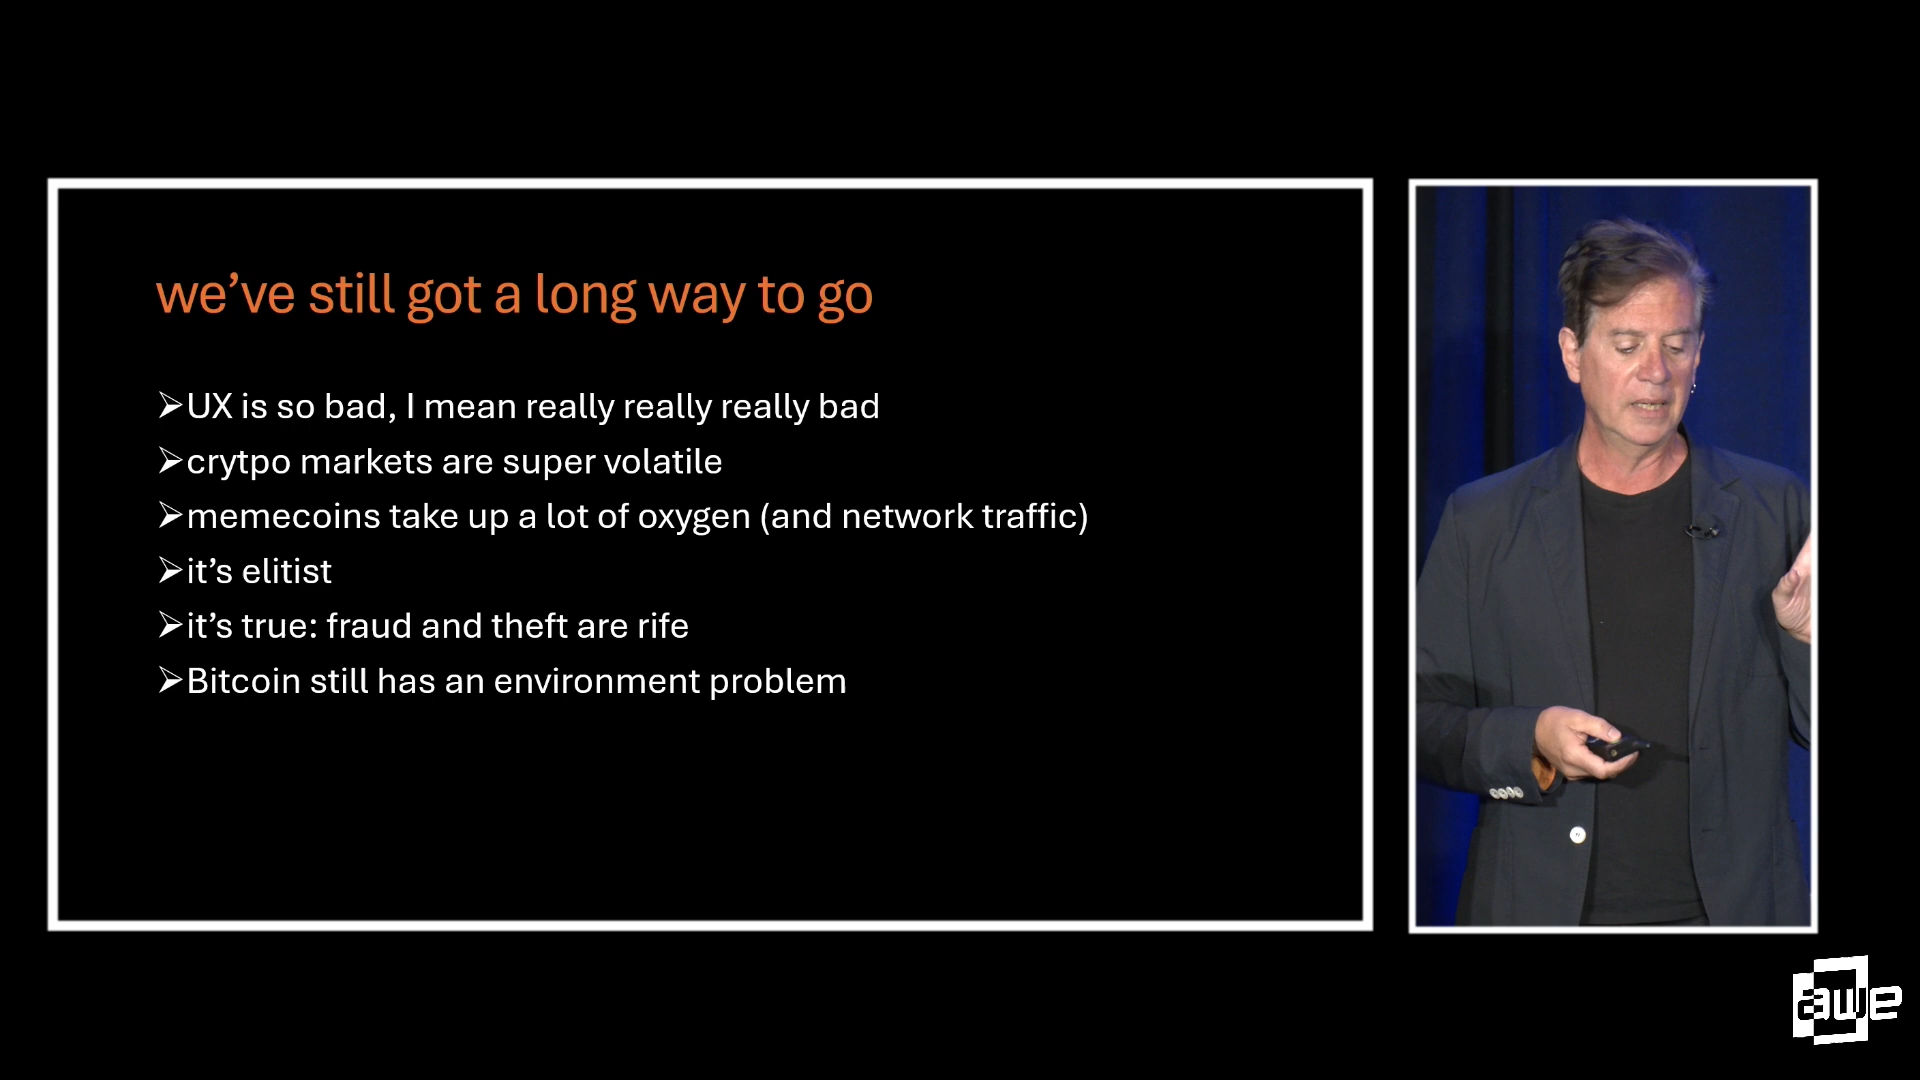 we’ve still got a long way to go
➢UX is so bad, I mean really really really bad
➢crytpo markets are super volatile
➢memecoins take up a lot of oxygen (and network traffic)
➢it’s elitist
➢it’s true: fraud and theft are rife
➢Bitcoin still has an environment problem
awe